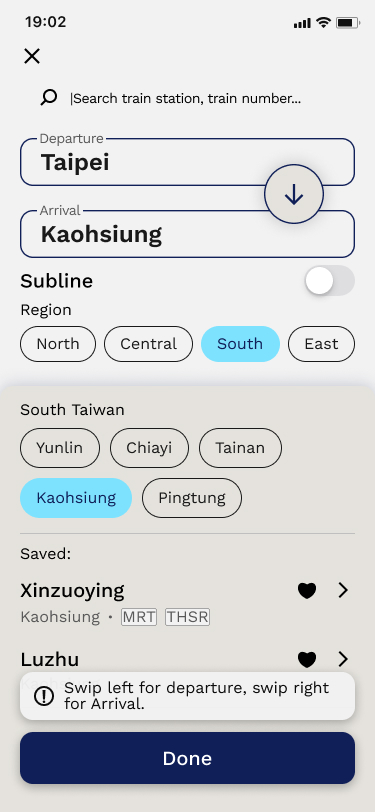 19:02
Search train station, train number...
Departure
Taipei
Arrival
Kaohsiung
Subline
Region
North Central South East
South Taiwan
Yunlin Chiayi Tainan
Kaohsiung Pingtung
Saved:
Xinzuoying
Kaohsiung · MRT THSR
Luzhu
Swip left for departure, swip right
for Arrival.
Done